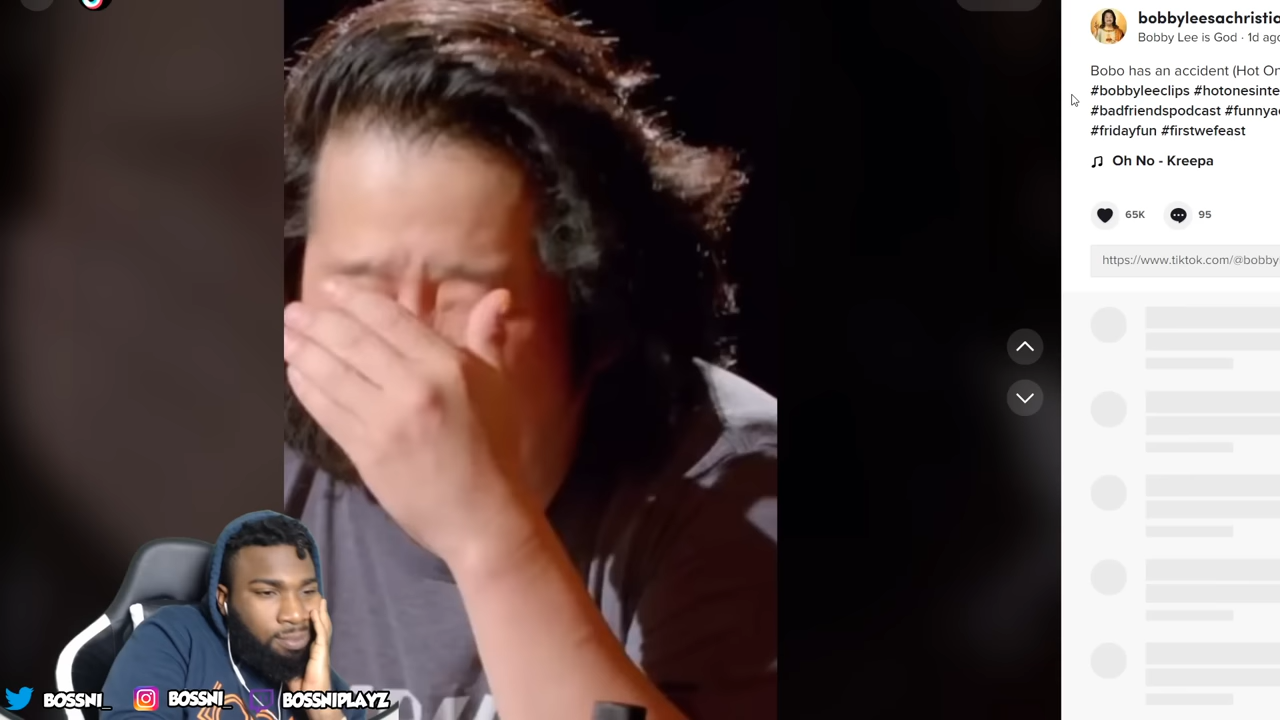 bobbyleesachristic
Bobby Lee is God · 1d ago
Bobo has an accident (Hot On
#bobbyleeclips #hotonesinte
#badfriendspodcast #funnyac
#fridayfun #firstwefeast
Oh No - Kreepa
65K
95
https://www.tiktok.com/@bobby
BOSSNI_
BOSSNI_
BOSSNIPLAYZ